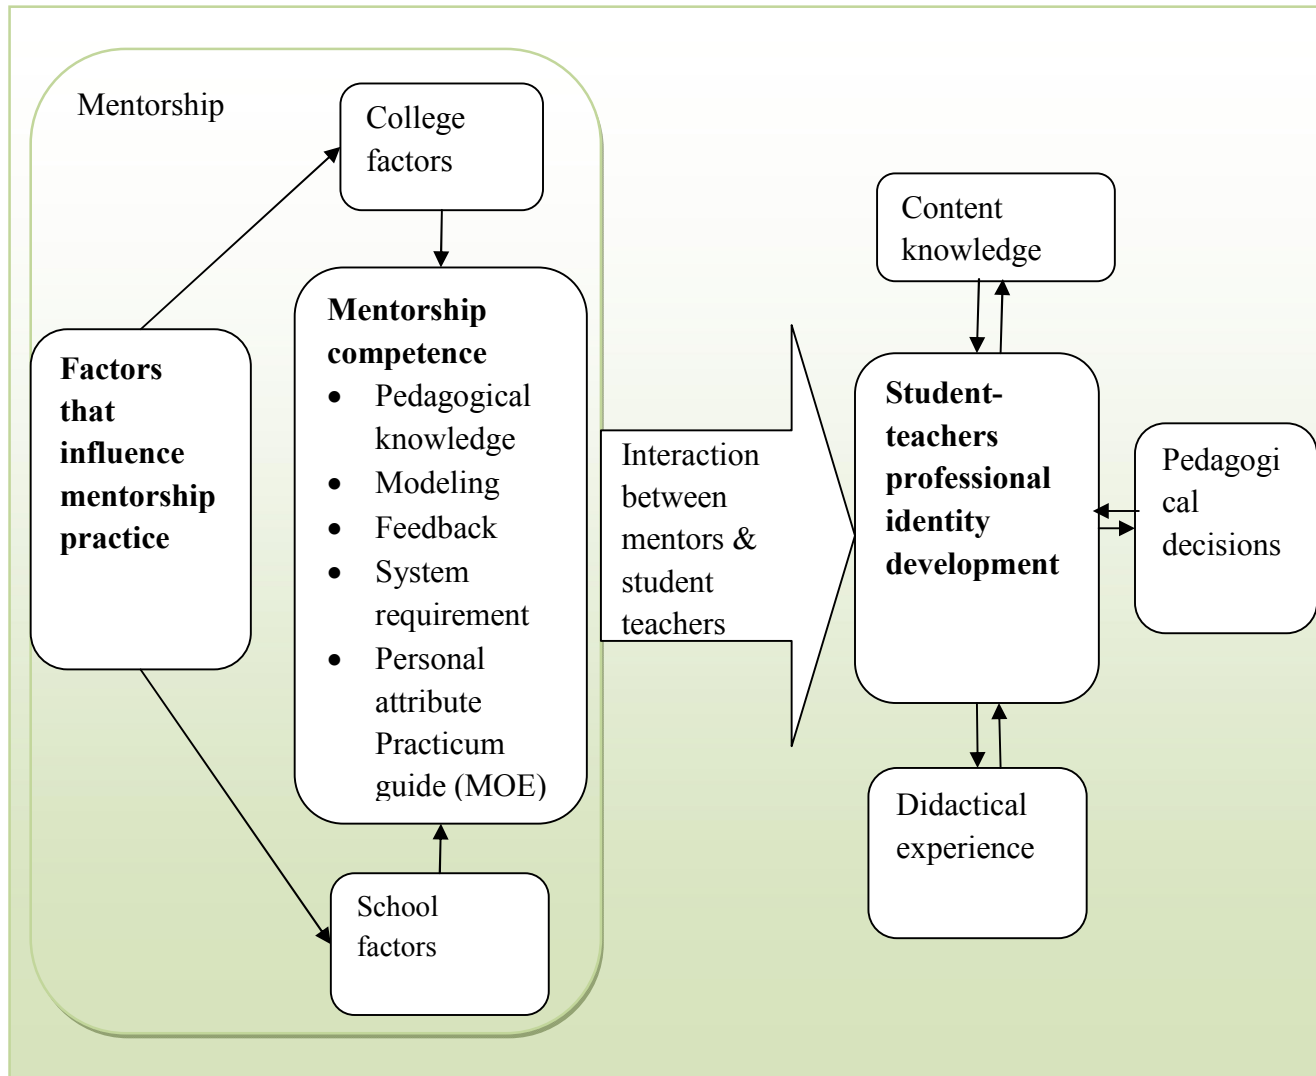 Mentorship
College
factors
Factors
that
influence
mentorship
practice
Mentorship
competence
• Pedagogical
knowledge
• Modeling
• Feedback
• System
requirement
• Personal
attribute
Practicum
guide (MOE)
School
factors
Interaction
between
mentors &
student
teachers
Content
knowledge
Student-
teachers
professional
identity
development
Pedagogi
cal
decisions
Didactical
experience